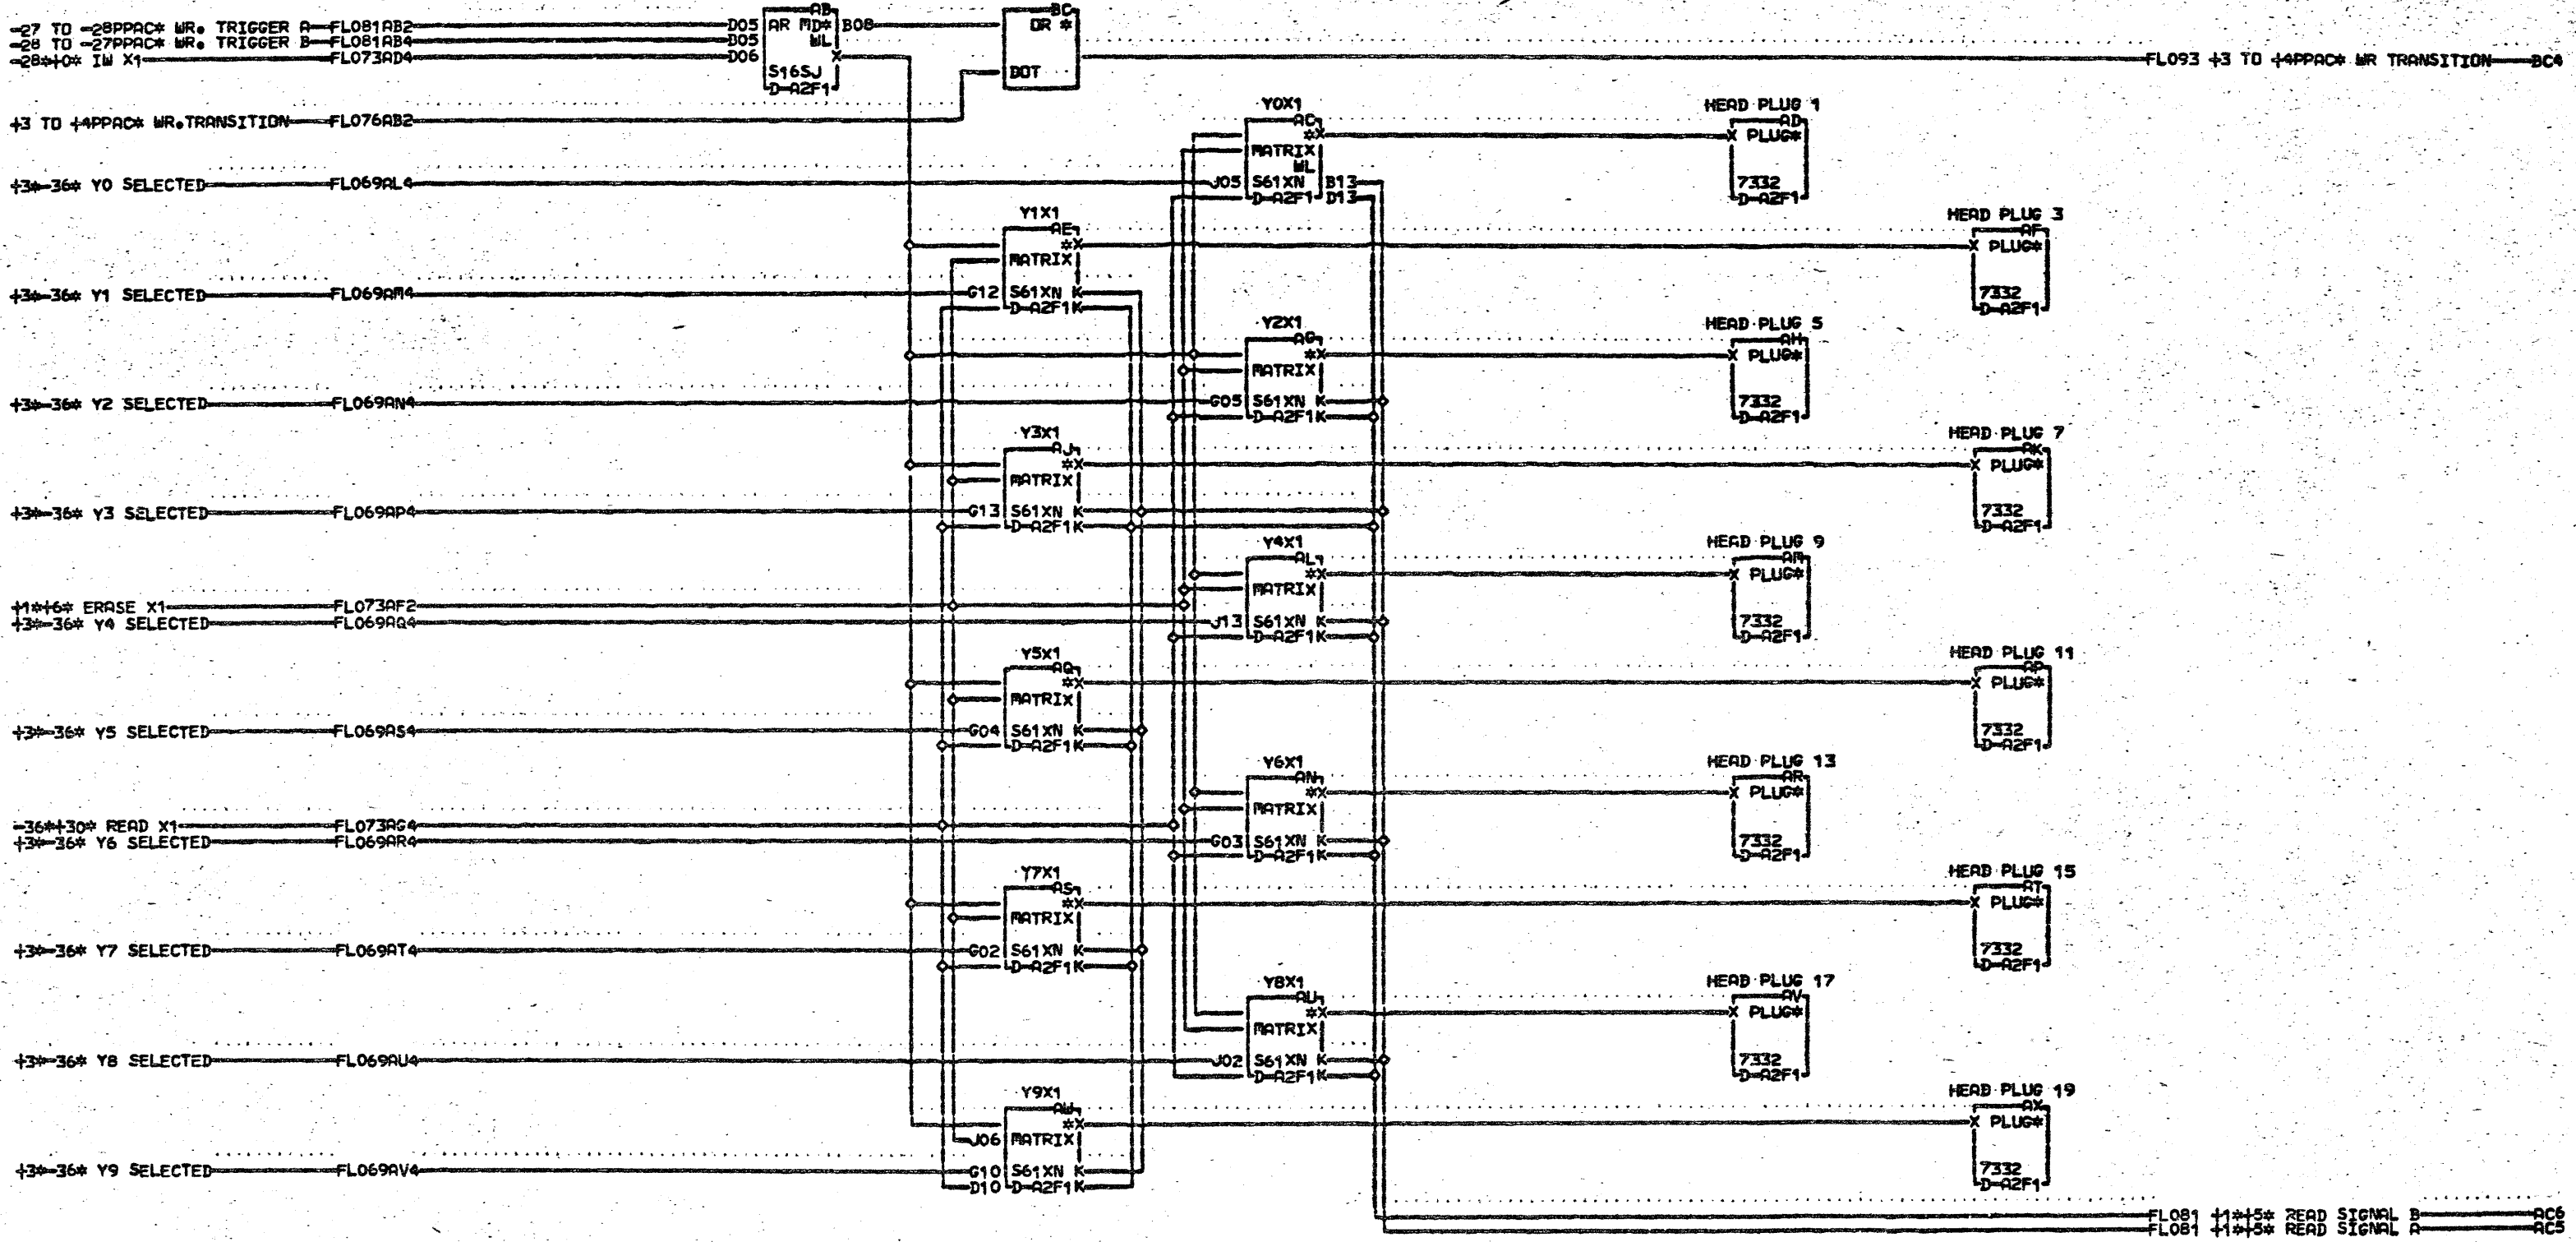 -27 TO -28PPAC* WR. TRIGGER A FL081AB2 D05 AR MD* B08 DR *
-28 TO -27PPAC* WR. TRIGGER B FL081AB4 B05 WL
-28*+0* IW X1 FL073AD4 D06 X
AB
BC
S16SJ
D-A2F1
DOT
FL093 +3 TO +4PPAC* WR TRANSITION BC4
+3 TO +4PPAC* WR.TRANSITION FL076AB2
Y0X1
AC
*X
MATRIX
WL
+3*-36* Y0 SELECTED FL069AL4 J05 S61XN B13
D-A2F1 D13
HEAD PLUG 1
AD
X PLUG*
7332
D-A2F1
Y1X1
AE
*X
MATRIX
+3*-36* Y1 SELECTED FL069AM4 G12 S61XN K
D-A2F1K
HEAD PLUG 3
AF
X PLUG*
7332
D-A2F1
Y2X1
AG
*X
MATRIX
+3*-36* Y2 SELECTED FL069AN4 G05 S61XN K
D-A2F1K
HEAD PLUG 5
AH
X PLUG*
7332
D-A2F1
Y3X1
AJ
*X
MATRIX
+3*-36* Y3 SELECTED FL069AP4 G13 S61XN K
D-A2F1K
HEAD PLUG 7
AK
X PLUG*
7332
D-A2F1
Y4X1
AL
*X
MATRIX
+1*+6* ERASE X1 FL073AF2
+3*-36* Y4 SELECTED FL069AQ4 J13 S61XN K
D-A2F1K
HEAD PLUG 9
AM
X PLUG*
7332
D-A2F1
Y5X1
AQ
*X
MATRIX
+3*-36* Y5 SELECTED FL069AS4 G04 S61XN K
D-A2F1K
HEAD PLUG 11
AP
X PLUG*
7332
D-A2F1
Y6X1
AN
*X
MATRIX
-36*+30* READ X1 FL073AG4
+3*-36* Y6 SELECTED FL069AR4 G03 S61XN K
D-A2F1K
HEAD PLUG 13
AR
X PLUG*
7332
D-A2F1
Y7X1
AS
*X
MATRIX
+3*-36* Y7 SELECTED FL069AT4 G02 S61XN K
D-A2F1K
HEAD PLUG 15
AT
X PLUG*
7332
D-A2F1
Y8X1
AU
*X
MATRIX
+3*-36* Y8 SELECTED FL069AU4 J02 S61XN K
D-A2F1K
HEAD PLUG 17
AV
X PLUG*
7332
D-A2F1
Y9X1
AW
*X
J06 MATRIX
+3*-36* Y9 SELECTED FL069AV4 G10 S61XN K
D10 D-A2F1K
HEAD PLUG 19
AX
X PLUG*
7332
D-A2F1
FL081 +1*+5* READ SIGNAL B AC6
FL081 +1*+5* READ SIGNAL A AC5